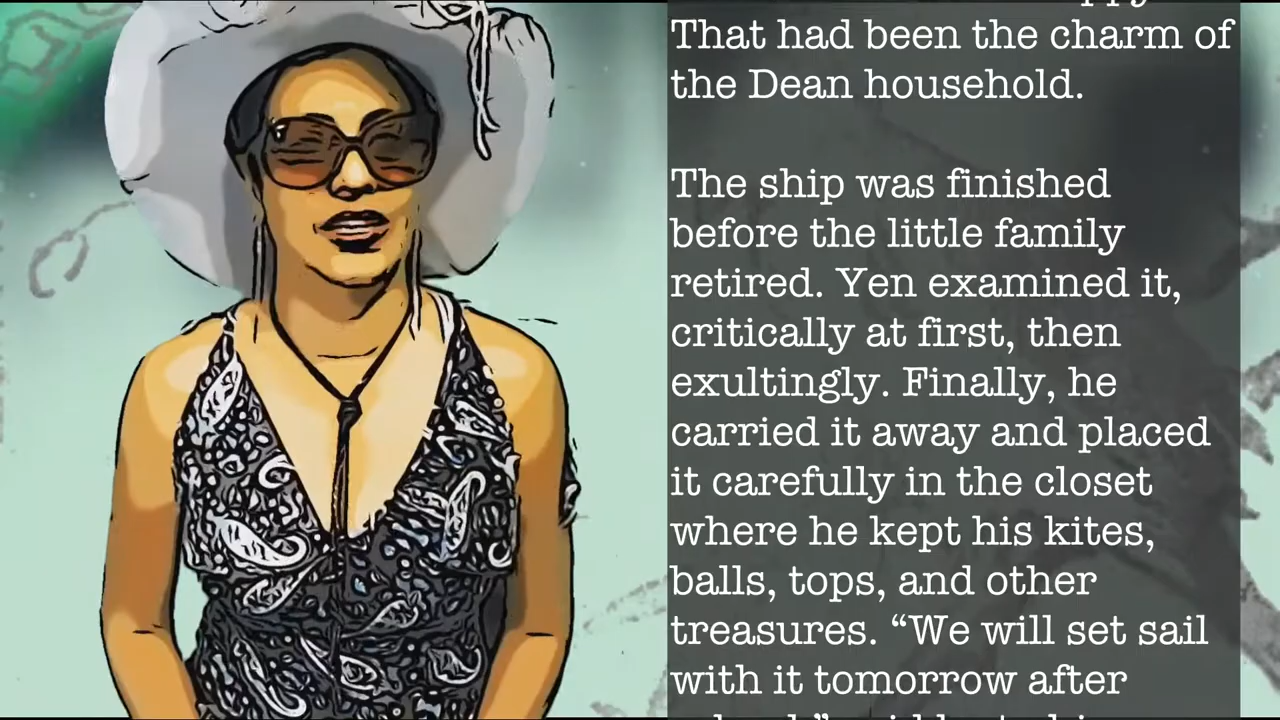 That had been the charm of
the Dean household.
The ship was finished
before the little family
retired. Yen examined it,
critically at first, then
exultingly. Finally, he
carried it away and placed
it carefully in the closet
where he kept his kites,
balls, tops, and other
treasures. “We will set sail
with it tomorrow after